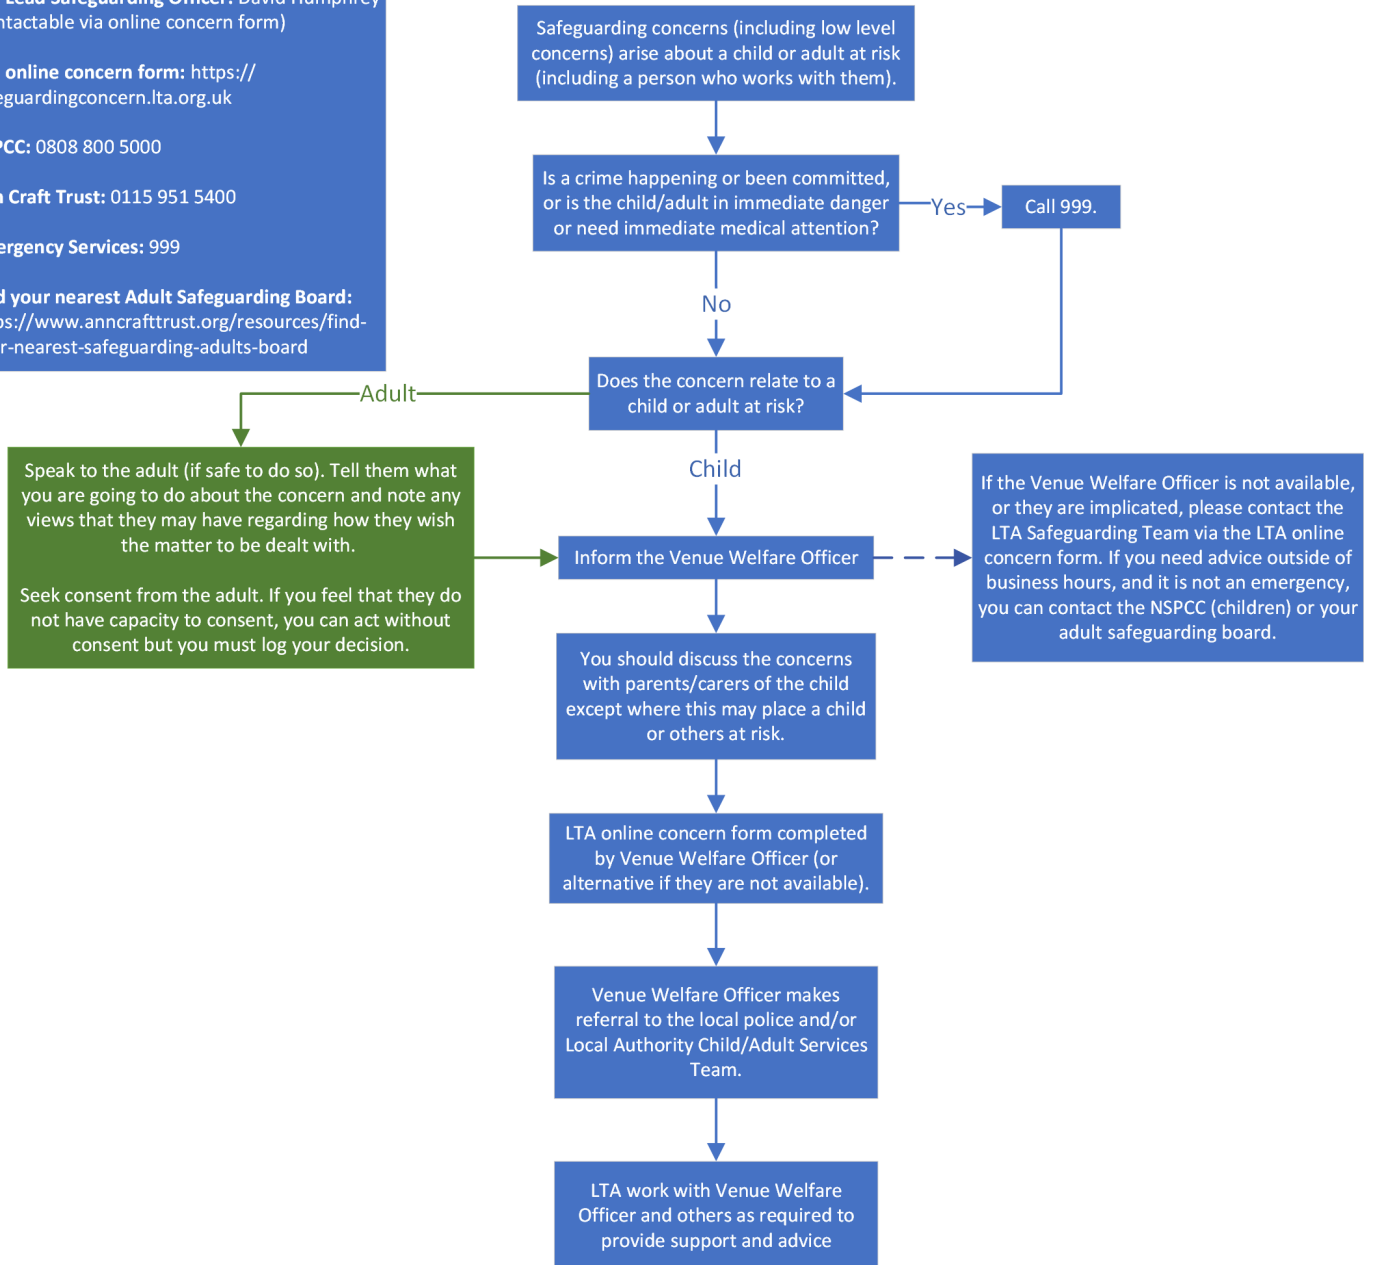 Lead Safeguarding Officer: David Humphrey
ntactable via online concern form)
online concern form: https://
eguardingconcern.lta.org.uk
PCC: 0808 800 5000
n Craft Trust: 0115 951 5400
ergency Services: 999
d your nearest Adult Safeguarding Board:
ps://www.anncrafttrust.org/resources/find-
r-nearest-safeguarding-adults-board
Safeguarding concerns (including low level
concerns) arise about a child or adult at risk
(including a person who works with them).
Is a crime happening or been committed,
or is the child/adult in immediate danger
or need immediate medical attention?
Yes
Call 999.
No
Does the concern relate to a
child or adult at risk?
Adult
Child
Speak to the adult (if safe to do so). Tell them what
you are going to do about the concern and note any
views that they may have regarding how they wish
the matter to be dealt with.
Seek consent from the adult. If you feel that they do
not have capacity to consent, you can act without
consent but you must log your decision.
Inform the Venue Welfare Officer
If the Venue Welfare Officer is not available,
or they are implicated, please contact the
LTA Safeguarding Team via the LTA online
concern form. If you need advice outside of
business hours, and it is not an emergency,
you can contact the NSPCC (children) or your
adult safeguarding board.
You should discuss the concerns
with parents/carers of the child
except where this may place a child
or others at risk.
LTA online concern form completed
by Venue Welfare Officer (or
alternative if they are not available).
Venue Welfare Officer makes
referral to the local police and/or
Local Authority Child/Adult Services
Team.
LTA work with Venue Welfare
Officer and others as required to
provide support and advice